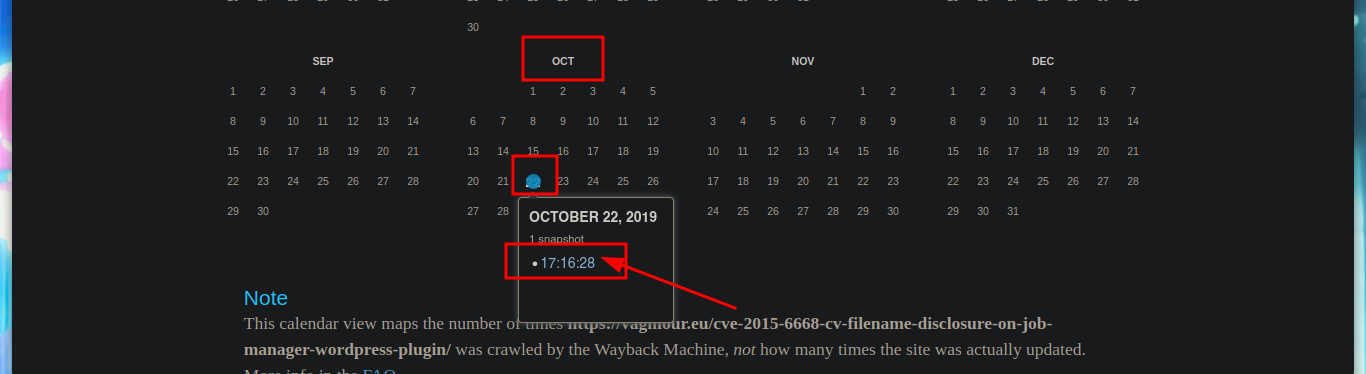 30
SEP OCT NOV DEC
1 2 3 4 5 6 7 1 2 3 4 5 1 2 1 2 3 4 5 6 7
8 9 10 11 12 13 14 6 7 8 9 10 11 12 3 4 5 6 7 8 9 8 9 10 11 12 13 14
15 16 17 18 19 20 21 13 14 15 16 17 18 19 10 11 12 13 14 15 16 15 16 17 18 19 20 21
22 23 24 25 26 27 28 20 21 22 23 24 25 26 17 18 19 20 21 22 23 22 23 24 25 26 27 28
29 30 27 28 24 25 26 27 28 29 30 29 30 31
OCTOBER 22, 2019
1 snapshot
• 17:16:28
Note
This calendar view maps the number of times https://vagmour.eu/cve-2015-6668-cv-filename-disclosure-on-job-
manager-wordpress-plugin/ was crawled by the Wayback Machine, not how many times the site was actually updated.
More info in the FAQ